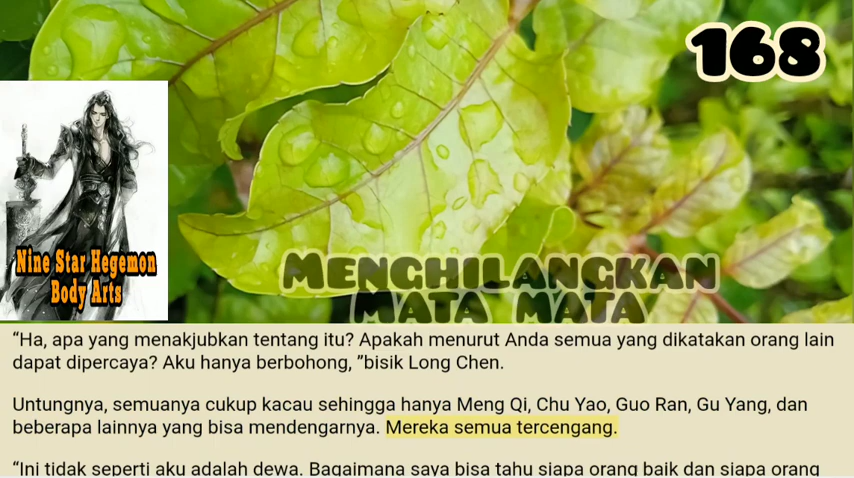 168
Nine Star Hegemon
Body Arts
MENGHILANGKAN
MATA MATA
“Ha, apa yang menakjubkan tentang itu? Apakah menurut Anda semua yang dikatakan orang lain
dapat dipercaya? Aku hanya berbohong, ”bisik Long Chen.
Untungnya, semuanya cukup kacau sehingga hanya Meng Qi, Chu Yao, Guo Ran, Gu Yang, dan
beberapa lainnya yang bisa mendengarnya. Mereka semua tercengang.
“Ini tidak seperti aku adalah dewa. Bagaimana saya bisa tahu siapa orang baik dan siapa orang